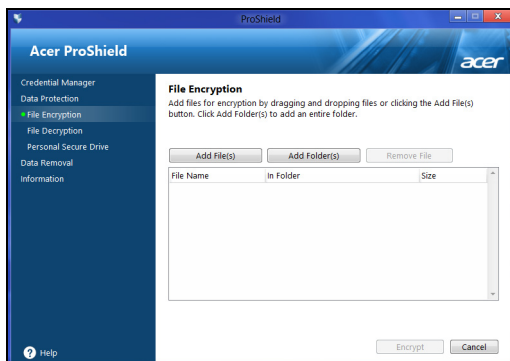 ProShield
Acer ProShield
acer
Credential Manager
Data Protection
File Encryption
File Decryption
Personal Secure Drive
Data Removal
Information
Help
File Encryption
Add files for encryption by dragging and dropping files or clicking the Add File(s)
button. Click Add Folder(s) to add an entire folder.
Add File(s) Add Folder(s) Remove File
File Name In Folder Size
Encrypt Cancel